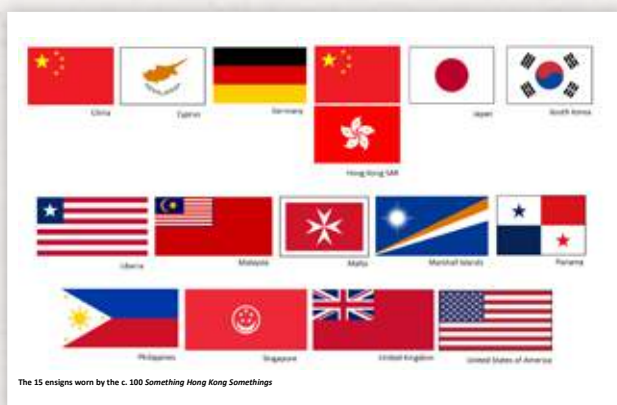 China
Cyprus
Germany
Japan
South Korea
Hong Kong SAR
Liberia
Malaysia
Malta
Marshall Islands
Panama
Philippines
Singapore
United Kingdom
United States of America
The 15 ensigns worn by the c. 100 Something Hong Kong Somethings